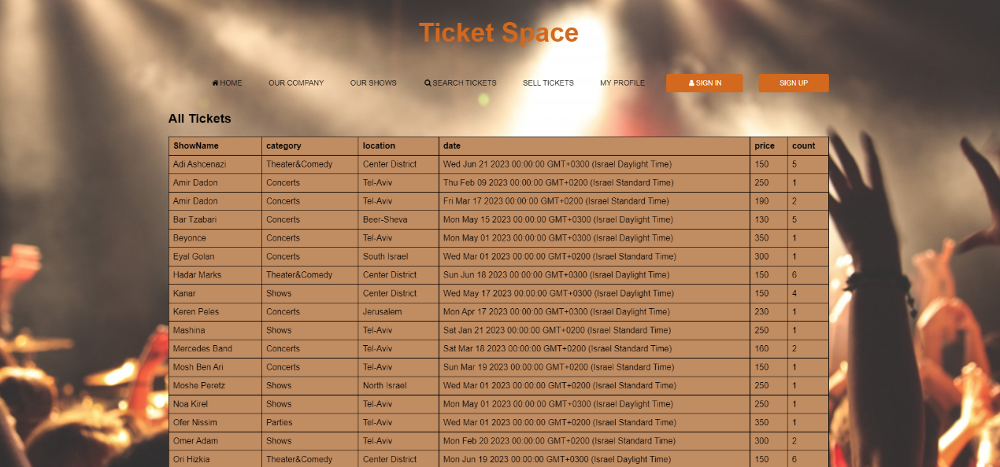 Ticket Space
HOME OUR COMPANY OUR SHOWS SEARCH TICKETS SELL TICKETS MY PROFILE SIGN IN SIGN UP
All Tickets
ShowName category location date price count
Adi Ashcenazi Theater&Comedy Center District Wed Jun 21 2023 00:00:00 GMT+0300 (Israel Daylight Time) 150 5
Amir Dadon Concerts Tel-Aviv Thu Feb 09 2023 00:00:00 GMT+0200 (Israel Standard Time) 250 1
Amir Dadon Concerts Tel-Aviv Fri Mar 17 2023 00:00:00 GMT+0200 (Israel Standard Time) 190 2
Bar Tzabari Concerts Beer-Sheva Mon May 15 2023 00:00:00 GMT+0300 (Israel Daylight Time) 130 5
Beyonce Concerts Tel-Aviv Mon May 01 2023 00:00:00 GMT+0300 (Israel Daylight Time) 350 1
Eyal Golan Concerts South Israel Wed Mar 01 2023 00:00:00 GMT+0200 (Israel Standard Time) 300 1
Hadar Marks Theater&Comedy Center District Sun Jun 18 2023 00:00:00 GMT+0300 (Israel Daylight Time) 150 6
Kanar Shows Center District Wed May 17 2023 00:00:00 GMT+0300 (Israel Daylight Time) 150 4
Keren Peles Concerts Jerusalem Mon Apr 17 2023 00:00:00 GMT+0300 (Israel Daylight Time) 230 1
Mashina Shows Tel-Aviv Sat Jan 21 2023 00:00:00 GMT+0200 (Israel Standard Time) 250 1
Mercedes Band Concerts Tel-Aviv Sat Mar 18 2023 00:00:00 GMT+0200 (Israel Standard Time) 160 2
Mosh Ben Ari Concerts Tel-Aviv Sun Mar 19 2023 00:00:00 GMT+0200 (Israel Standard Time) 150 1
Moshe Peretz Shows North Israel Wed Mar 01 2023 00:00:00 GMT+0200 (Israel Standard Time) 250 1
Noa Kirel Shows Tel-Aviv Mon May 01 2023 00:00:00 GMT+0300 (Israel Daylight Time) 250 1
Ofer Nissim Parties Tel-Aviv Wed Mar 01 2023 00:00:00 GMT+0200 (Israel Standard Time) 350 1
Omer Adam Shows Tel-Aviv Mon Feb 20 2023 00:00:00 GMT+0200 (Israel Standard Time) 300 2
Ori Hizkia Theater&Comedy Center District Mon Jun 19 2023 00:00:00 GMT+0300 (Israel Daylight Time) 150 6